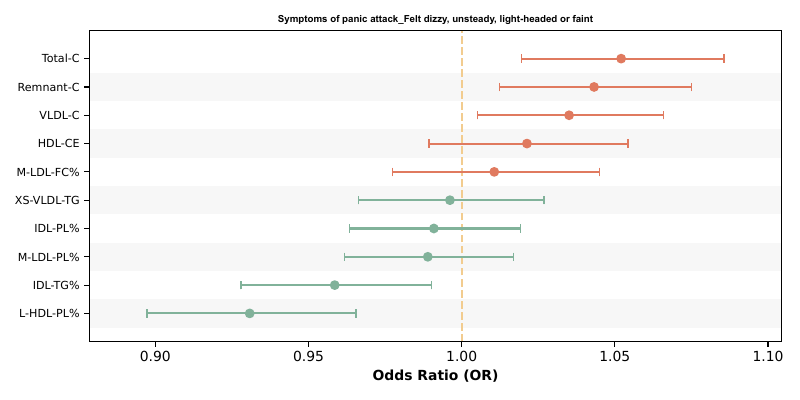 Symptoms of panic attack_Felt dizzy, unsteady, light-headed or faint
Total-C
Remnant-C
VLDL-C
HDL-CE
M-LDL-FC%
XS-VLDL-TG
IDL-PL%
M-LDL-PL%
IDL-TG%
L-HDL-PL%
0.90 0.95 1.00 1.05 1.10
Odds Ratio (OR)